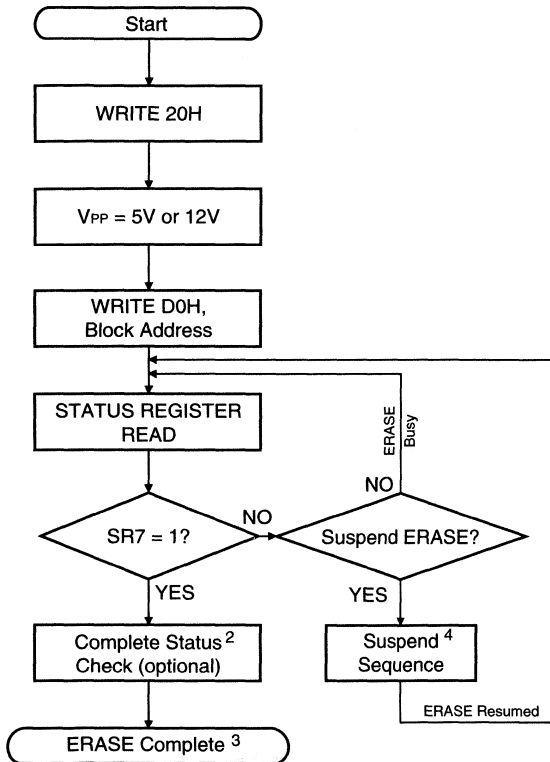 Start
WRITE 20H
VPP = 5V or 12V
WRITE D0H,
Block Address
STATUS REGISTER
READ
ERASE
Busy
SR7 = 1?
NO
Suspend ERASE?
NO
YES
YES
Complete Status 2
Check (optional)
Suspend 4
Sequence
ERASE Resumed
ERASE Complete 3